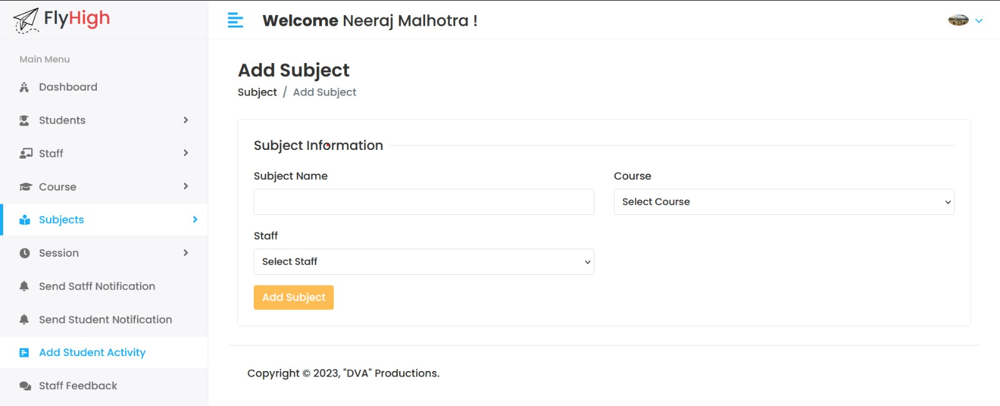 FlyHigh
Welcome Neeraj Malhotra !
Main Menu
Dashboard
Students
Staff
Course
Subjects
Session
Send Satff Notification
Send Student Notification
Add Student Activity
Staff Feedback
Add Subject
Subject / Add Subject
Subject Information
Subject Name
Course
Select Course
Staff
Select Staff
Add Subject
Copyright © 2023, "DVA" Productions.